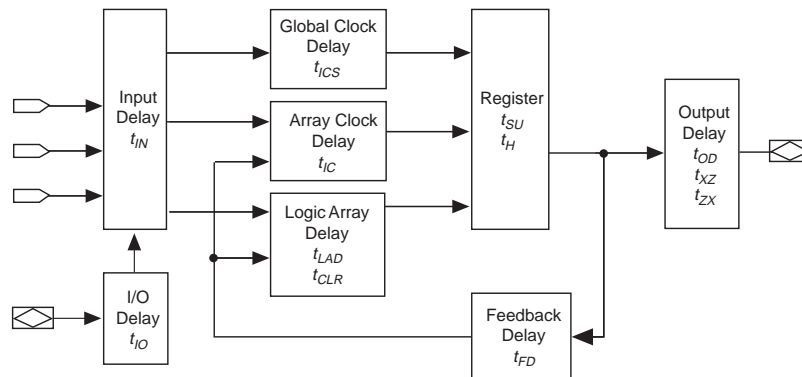 Global Clock
Delay
tICS
Input
Delay
tIN
Array Clock
Delay
tIC
Register
tSU
tH
Output
Delay
tOD
tXZ
tZX
Logic Array
Delay
tLAD
tCLR
I/O
Delay
tIO
Feedback
Delay
tFD